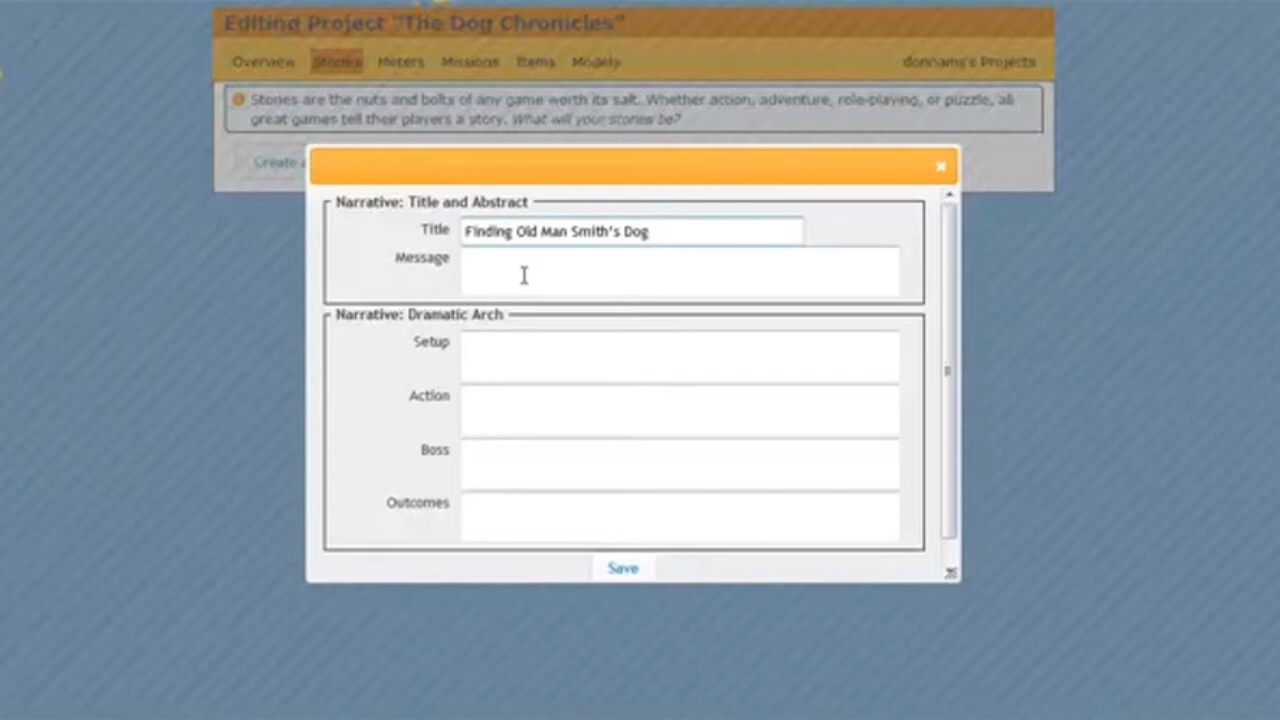 Editing Project "The Dog Chronicles"
Overview Stories Meters Missions Items Models donnams's Projects
Stories are the nuts and bolts of any game worth its salt. Whether action, adventure, role-playing, or puzzle, all
great games tell their players a story. What will your stories be?
Create
Narrative: Title and Abstract
Title Finding Old Man Smith's Dog
Message
Narrative: Dramatic Arch
Setup
Action
Boss
Outcomes
Save